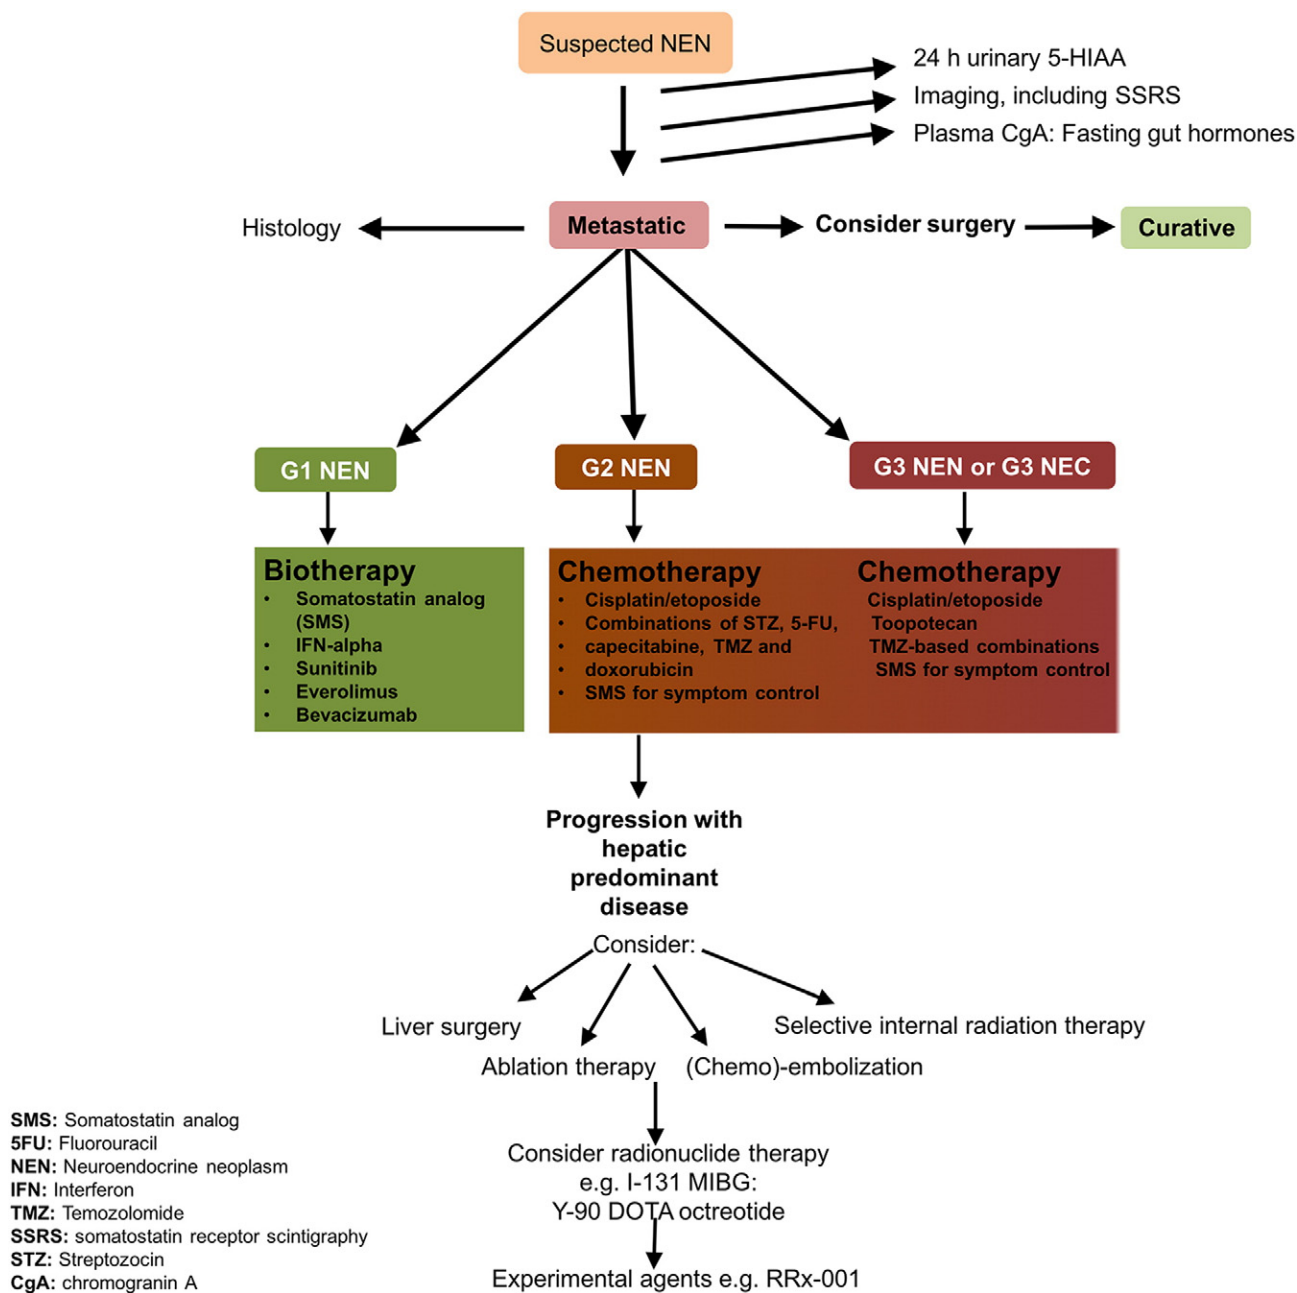 Suspected NEN
24 h urinary 5-HIAA
Imaging, including SSRS
Plasma CgA: Fasting gut hormones
Histology
Metastatic
Consider surgery
Curative
G1 NEN
G2 NEN
G3 NEN or G3 NEC
Biotherapy
• Somatostatin analog
(SMS)
• IFN-alpha
• Sunitinib
• Everolimus
• Bevacizumab
Chemotherapy
• Cisplatin/etoposide
• Combinations of STZ, 5-FU,
• capecitabine, TMZ and
• doxorubicin
• SMS for symptom control
Chemotherapy
Cisplatin/etoposide
Toopotecan
TMZ-based combinations
SMS for symptom control
Progression with
hepatic
predominant
disease
Consider:
Liver surgery
Ablation therapy
(Chemo)-embolization
Selective internal radiation therapy
Consider radionuclide therapy
e.g. I-131 MIBG:
Y-90 DOTA octreotide
Experimental agents e.g. RRx-001
SMS: Somatostatin analog
5FU: Fluorouracil
NEN: Neuroendocrine neoplasm
IFN: Interferon
TMZ: Temozolomide
SSRS: somatostatin receptor scintigraphy
STZ: Streptozocin
CgA: chromogranin A